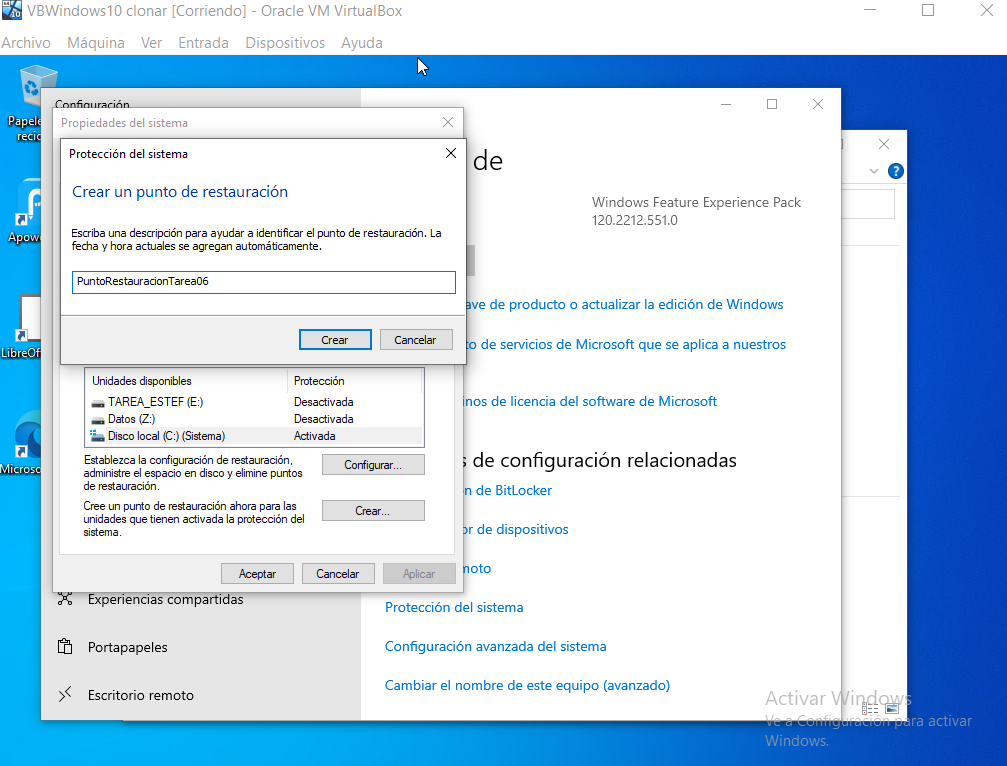 VBWindows10 clonar [Corriendo] - Oracle VM VirtualBox
Archivo Máquina Ver Entrada Dispositivos Ayuda
Configuración
Propiedades del sistema
Protección del sistema
Crear un punto de restauración
Escriba una descripción para ayudar a identificar el punto de restauración. La
fecha y hora actuales se agregan automáticamente.
PuntoRestauracionTarea06
Crear Cancelar
Unidades disponibles Protección
TAREA_ESTEF (E:) Desactivada
Datos (Z:) Desactivada
Disco local (C:) (Sistema) Activada
Establezca la configuración de restauración,
administre el espacio en disco y elimine puntos
de restauración.
Configurar...
Cree un punto de restauración ahora para las
unidades que tienen activada la protección del
sistema.
Crear...
Aceptar Cancelar Aplicar
Experiencias compartidas
Portapapeles
Escritorio remoto
de
Windows Feature Experience Pack
120.2212.551.0
ave de producto o actualizar la edición de Windows
to de servicios de Microsoft que se aplica a nuestros
inos de licencia del software de Microsoft
s de configuración relacionadas
n de BitLocker
or de dispositivos
moto
Protección del sistema
Configuración avanzada del sistema
Cambiar el nombre de este equipo (avanzado)
Papele
reci
Apowe
LibreOf
Microso
Activar Windows
Ve a Configuración para activar
Windows.